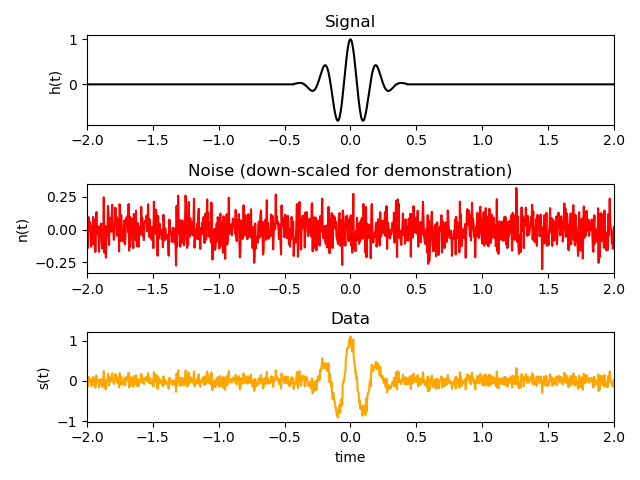 Signal
h(t)
1
0
−2.0 −1.5 −1.0 −0.5 0.0 0.5 1.0 1.5 2.0
Noise (down-scaled for demonstration)
n(t)
0.25
0.00
−0.25
−2.0 −1.5 −1.0 −0.5 0.0 0.5 1.0 1.5 2.0
Data
s(t)
1
0
−1
−2.0 −1.5 −1.0 −0.5 0.0 0.5 1.0 1.5 2.0
time